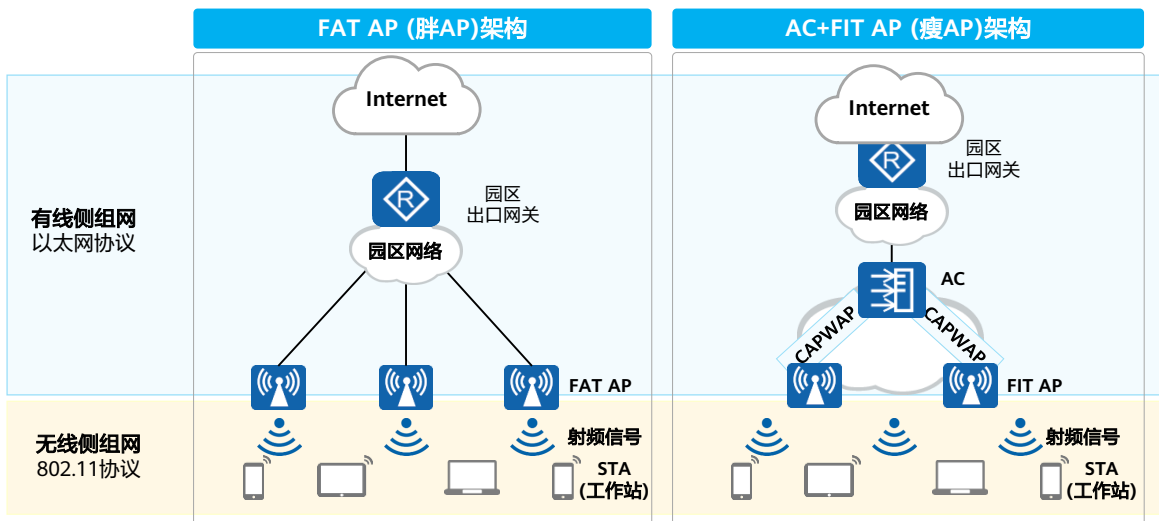 FAT AP (胖AP)架构
AC+FIT AP (瘦AP)架构
有线侧组网
以太网协议
Internet
R
园区
出口网关
园区网络
FAT AP
Internet
R
园区
出口网关
园区网络
AC
CAPWAP
CAPWAP
FIT AP
无线侧组网
802.11协议
射频信号
STA
(工作站)
射频信号
STA
(工作站)